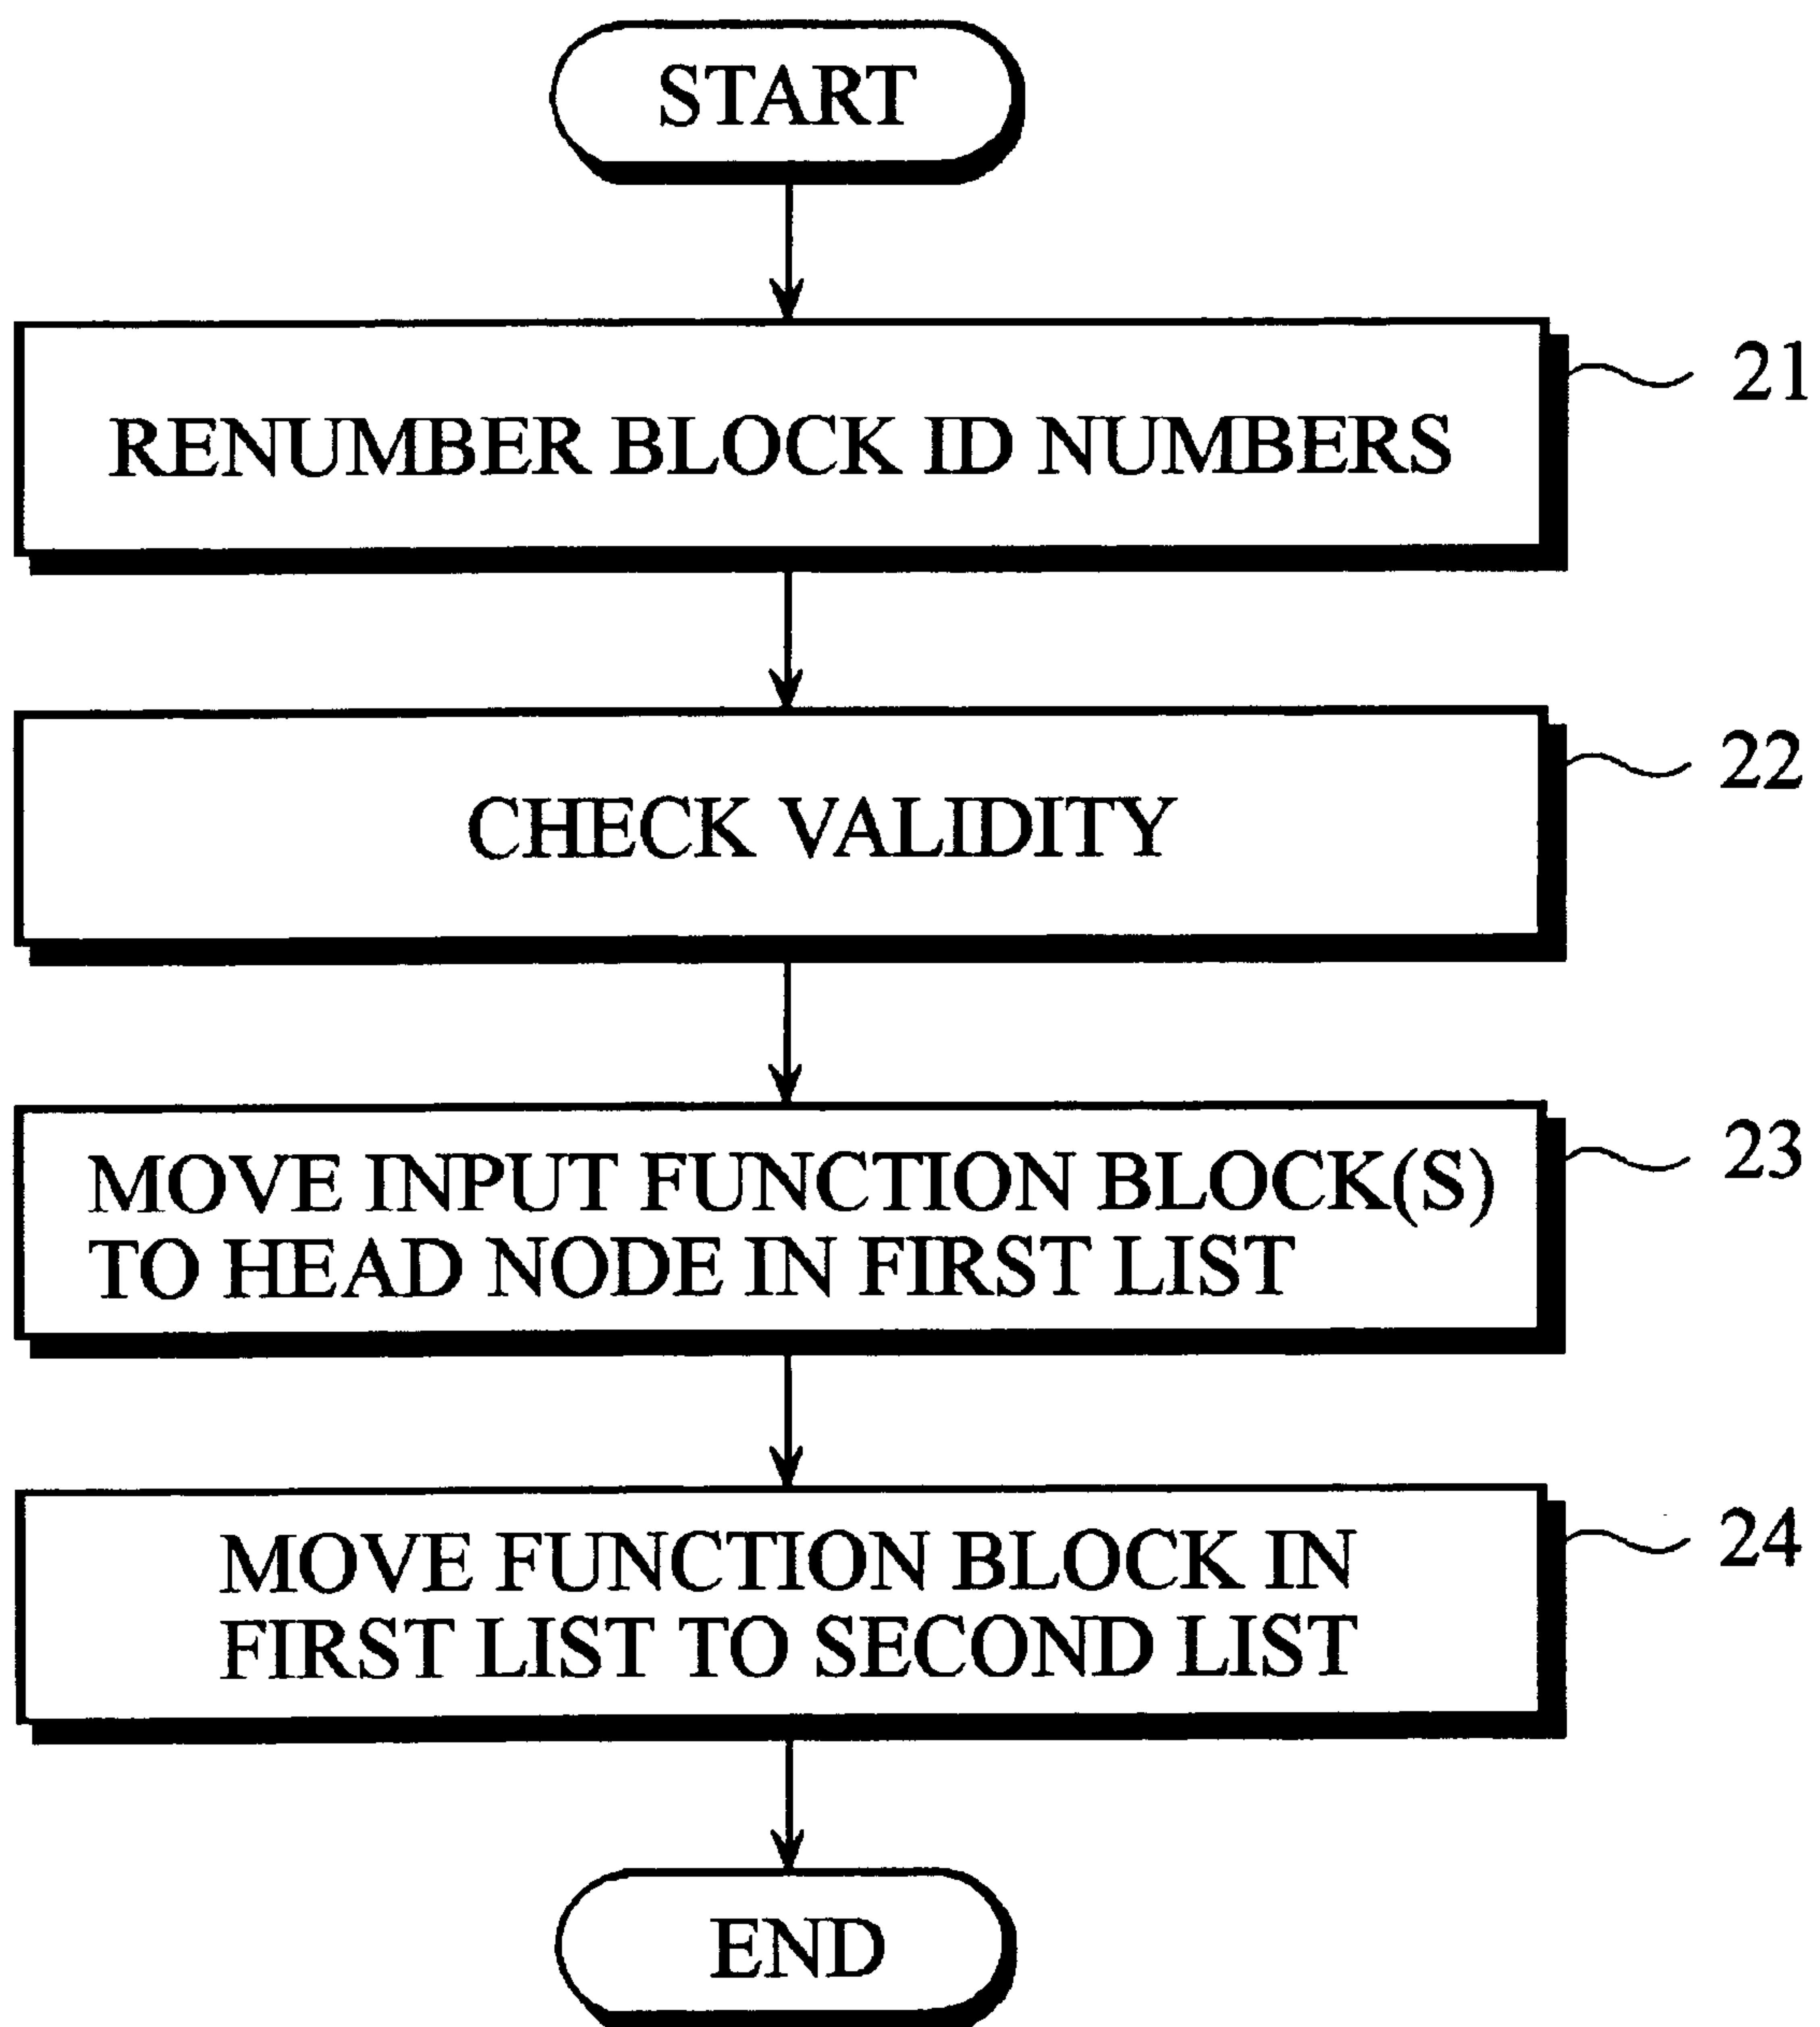 START
21
RENUMBER BLOCK ID NUMBERS
22
CHECK VALIDITY
23
MOVE INPUT FUNCTION BLOCK(S)
TO HEAD NODE IN FIRST LIST
24
MOVE FUNCTION BLOCK IN
FIRST LIST TO SECOND LIST
END